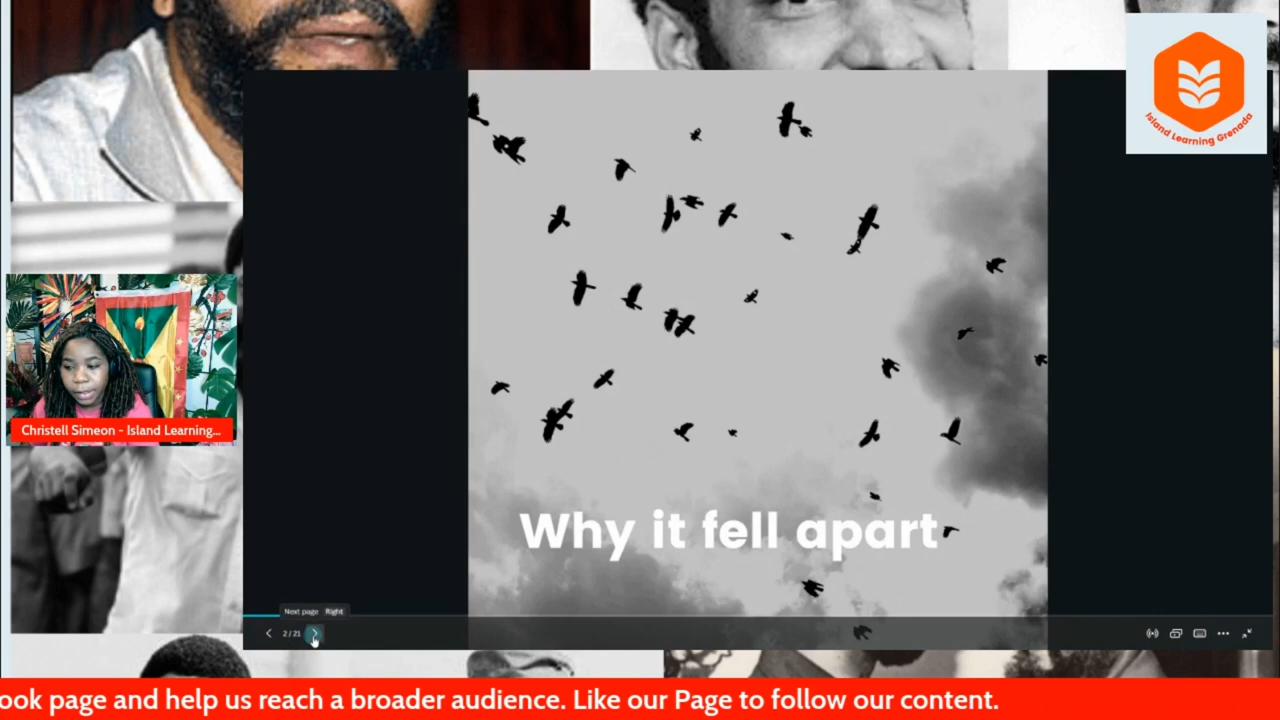 Island Learning Grenada
Christell Simeon - Island Learning...
Why it fell apart
Next page Right
2 / 21
ook page and help us reach a broader audience. Like our Page to follow our content.